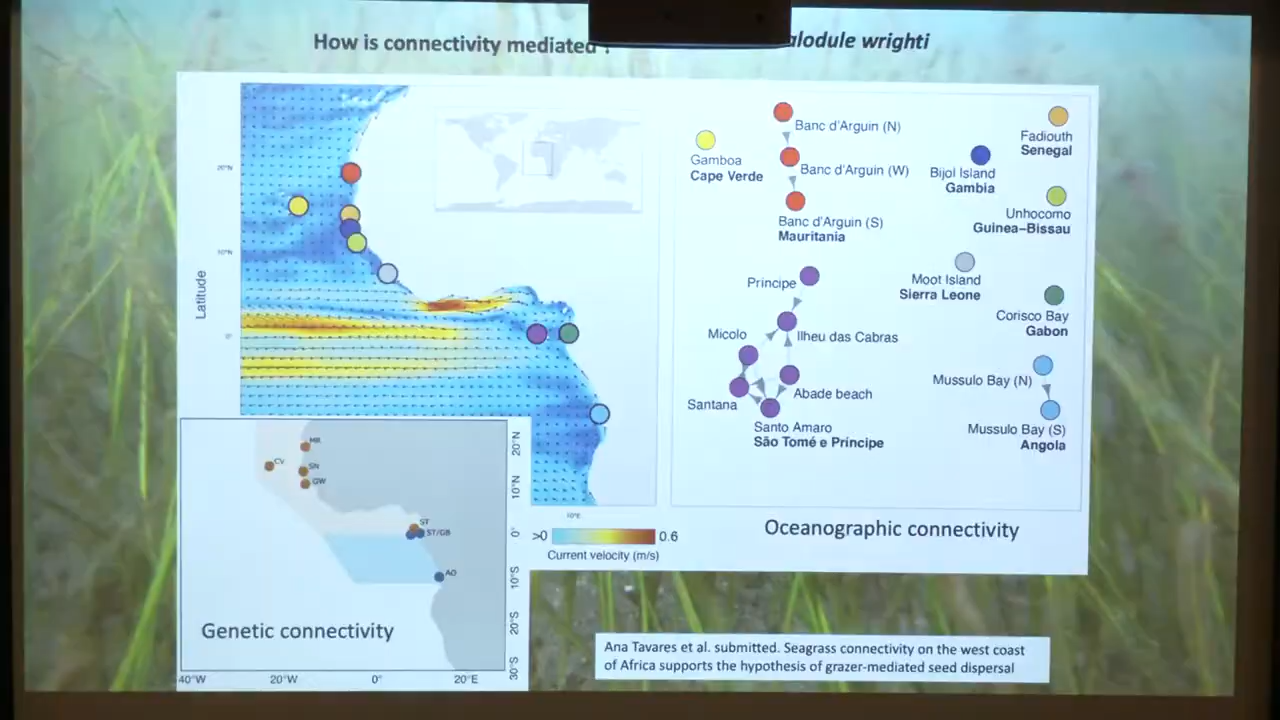 How is connectivity mediated ?
alodule wrighti
Latitude
20°N
10°N
0°
10°E
>0
0.6
Current velocity (m/s)
Gamboa
Cape Verde
Banc d'Arguin (N)
Banc d'Arguin (W)
Banc d'Arguin (S)
Mauritania
Fadiouth
Senegal
Bijol Island
Gambia
Unhocomo
Guinea–Bissau
Moot Island
Sierra Leone
Corisco Bay
Gabon
Principe
Micolo
Ilheu das Cabras
Santana
Abade beach
Santo Amaro
São Tomé e Príncipe
Mussulo Bay (N)
Mussulo Bay (S)
Angola
Oceanographic connectivity
MR
CV
SN
GW
ST
ST/GB
AO
20°N
10°N
0°
10°S
20°S
30°S
Genetic connectivity
40°W
20°W
0°
20°E
Ana Tavares et al. submitted. Seagrass connectivity on the west coast
of Africa supports the hypothesis of grazer-mediated seed dispersal